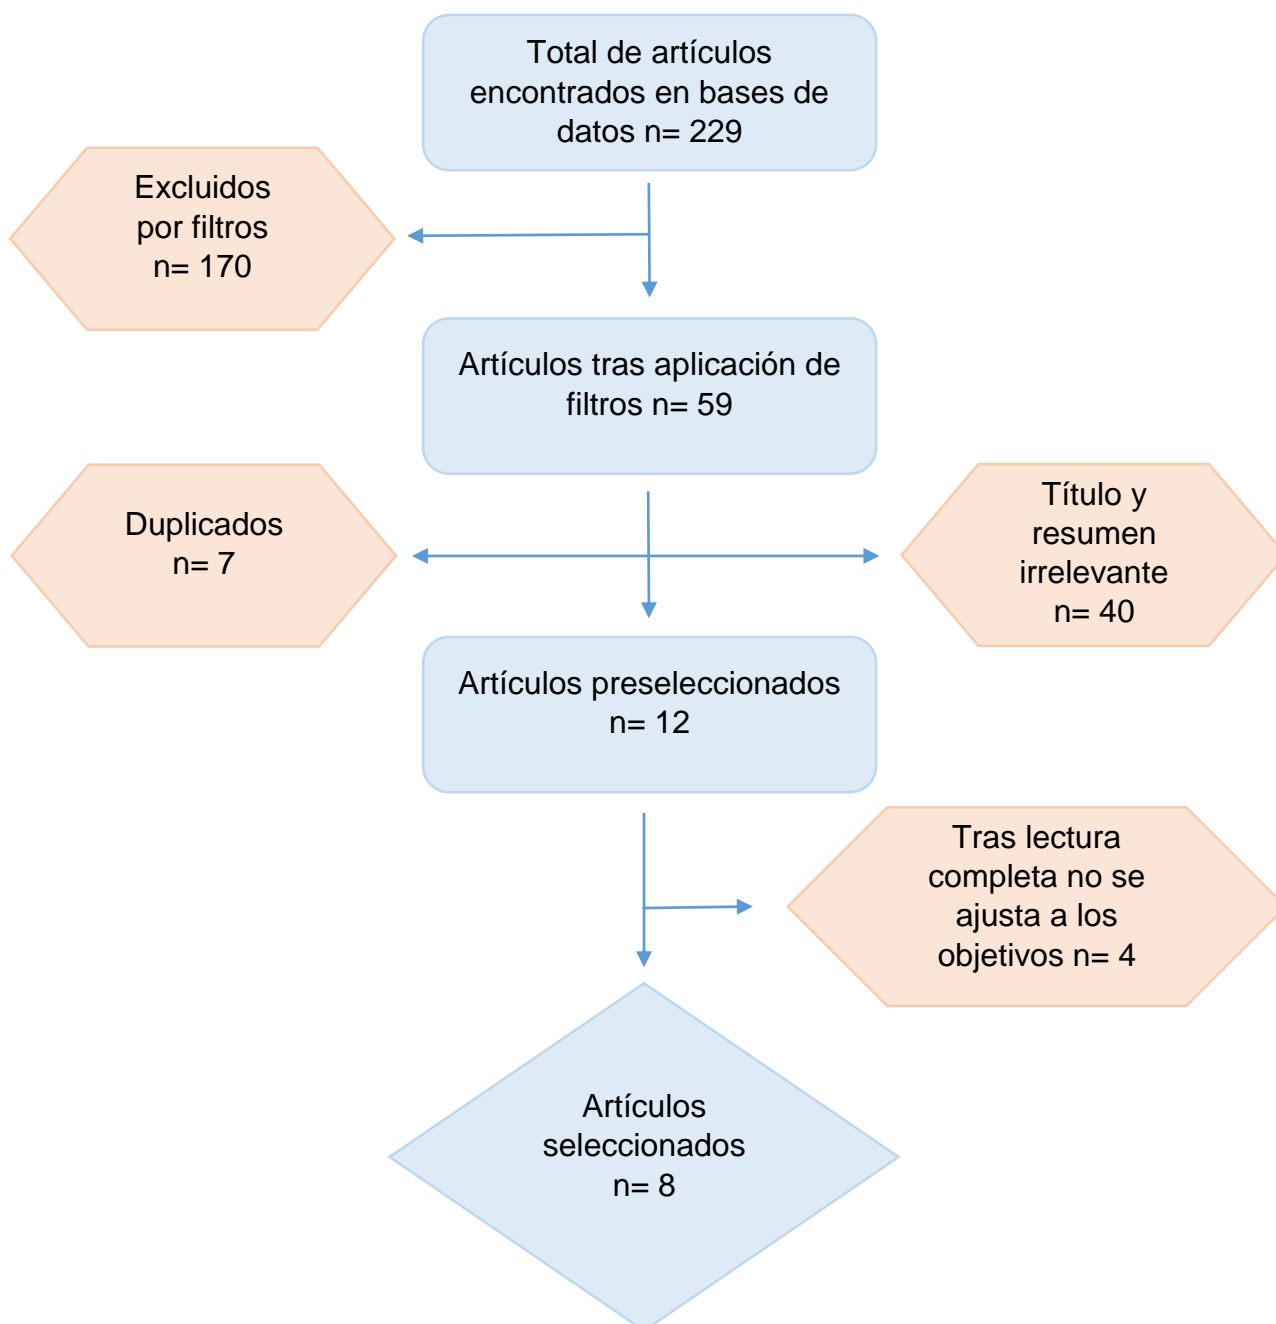 Total de artículos
encontrados en bases de
datos n= 229
Excluidos
por filtros
n= 170
Artículos tras aplicación de
filtros n= 59
Duplicados
n= 7
Título y
resumen
irrelevante
n= 40
Artículos preseleccionados
n= 12
Tras lectura
completa no se
ajusta a los
objetivos n= 4
Artículos
seleccionados
n= 8